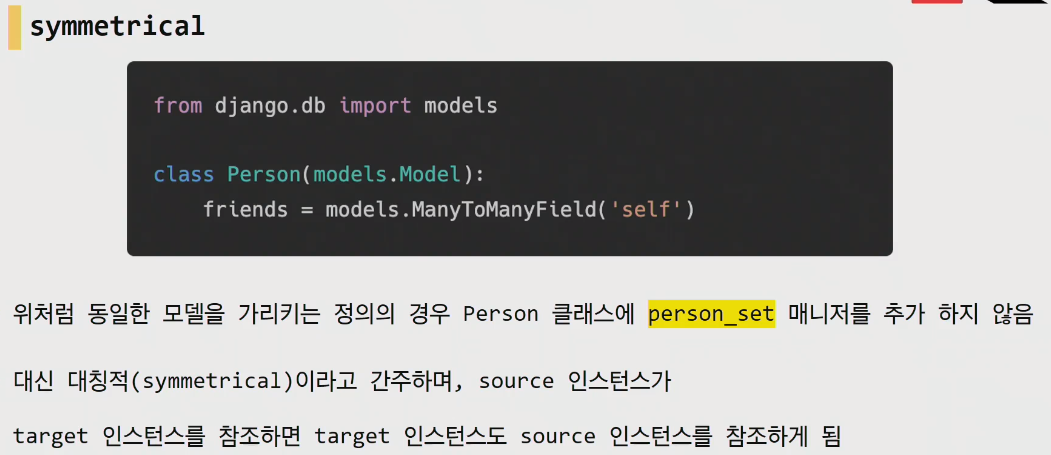 symmetrical
from django.db import models
class Person(models.Model):
    friends = models.ManyToManyField('self')
위처럼 동일한 모델을 가리키는 정의의 경우 Person 클래스에 person_set 매니저를 추가 하지 않음
대신 대칭적(symmetrical)이라고 간주하며, source 인스턴스가
target 인스턴스를 참조하면 target 인스턴스도 source 인스턴스를 참조하게 됨